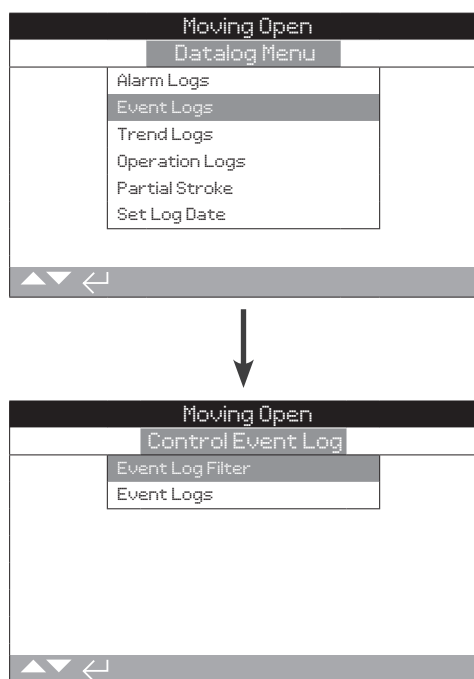 Moving Open
Datalog Menu
Alarm Logs
Event Logs
Trend Logs
Operation Logs
Partial Stroke
Set Log Date
Moving Open
Control Event Log
Event Log Filter
Event Logs